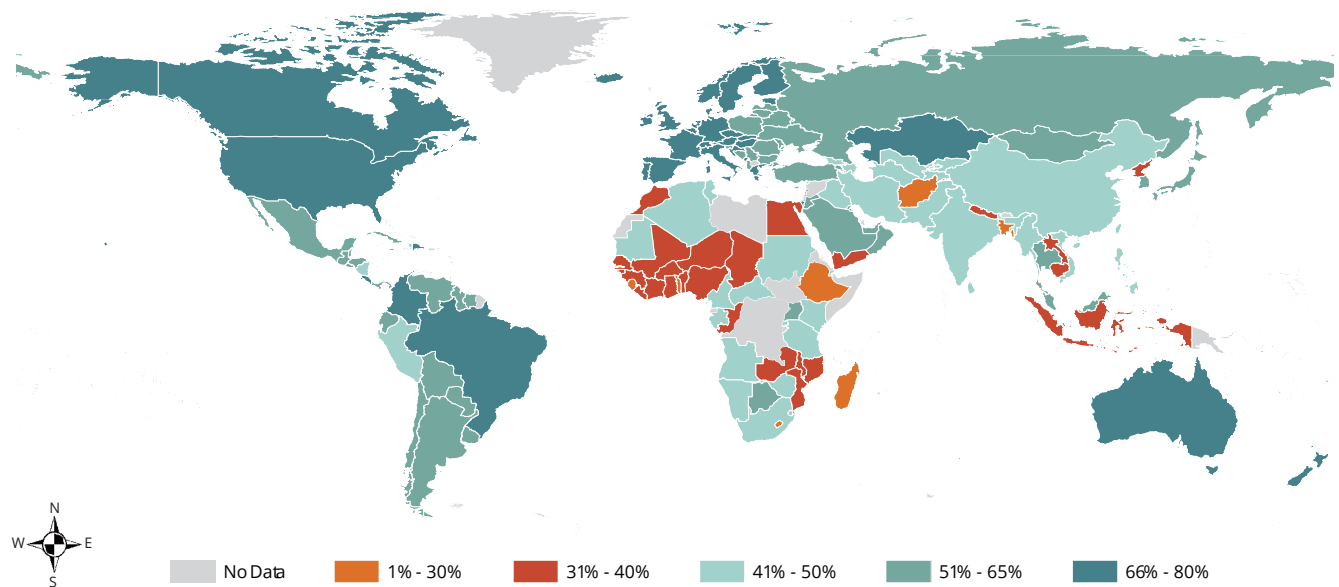 N
W E
S
No Data
1% - 30%
31% - 40%
41% - 50%
51% - 65%
66% - 80%